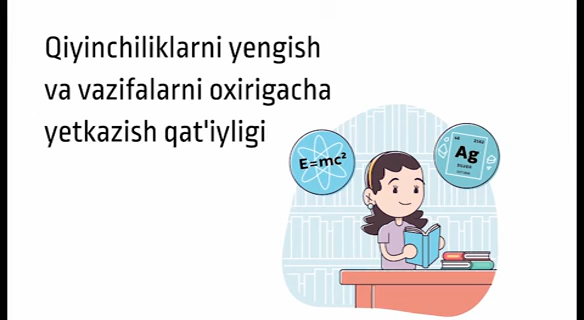 Qiyinchiliklarni yengish
va vazifalarni oxirigacha
yetkazish qat'iyligi
E=mc²
Ag